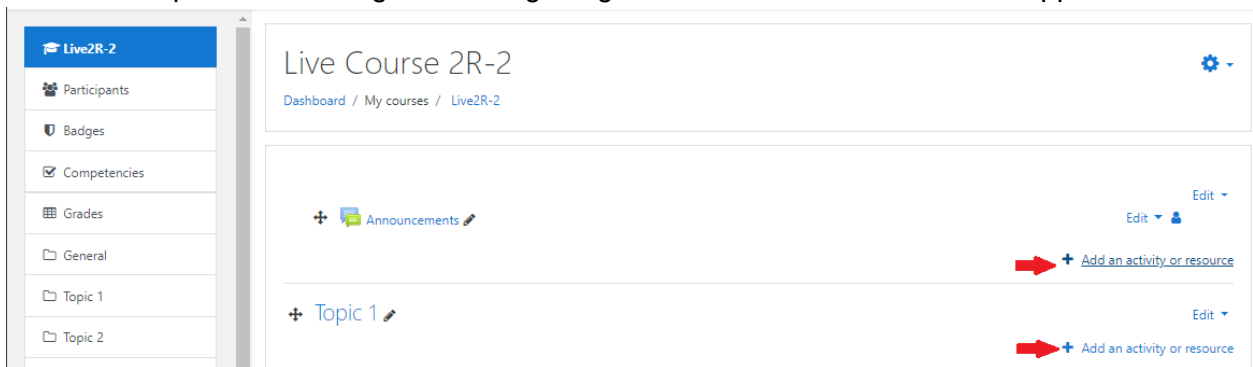 Live2R-2
Participants
Badges
Competencies
Grades
General
Topic 1
Topic 2
Live Course 2R-2
Dashboard / My courses / Live2R-2
Edit
Announcements
Edit
Add an activity or resource
Topic 1
Edit
Add an activity or resource